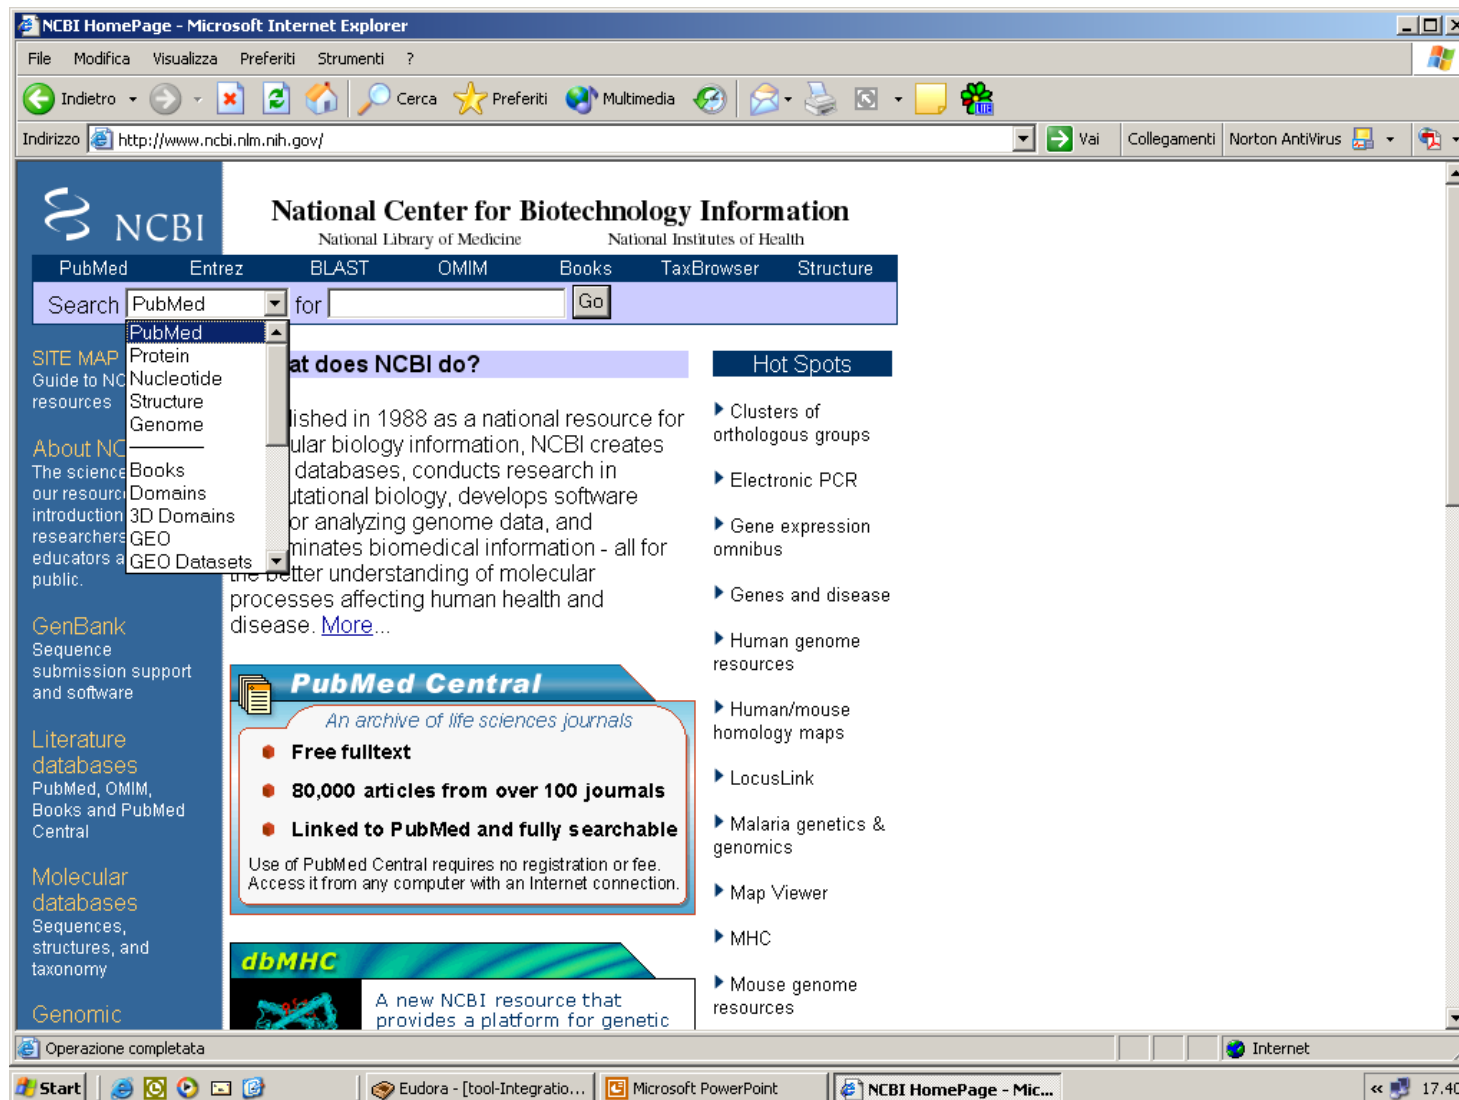 NCBI HomePage - Microsoft Internet Explorer
File Modifica Visualizza Preferiti Strumenti ?
Indietro Cerca Preferiti Multimedia
Indirizzo http://www.ncbi.nlm.nih.gov/ Vai Collegamenti Norton AntiVirus
NCBI
National Center for Biotechnology Information
National Library of Medicine National Institutes of Health
PubMed Entrez BLAST OMIM Books TaxBrowser Structure
Search PubMed for Go
PubMed
Protein
Nucleotide
Structure
Genome
Books
Domains
3D Domains
GEO
GEO Datasets
SITE MAP
Guide to NC
resources
About NC
The science
our resourc
introduction
researchers
educators a
public.
GenBank
Sequence
submission support
and software
Literature
databases
PubMed, OMIM,
Books and PubMed
Central
Molecular
databases
Sequences,
structures, and
taxonomy
Genomic
at does NCBI do?
lished in 1988 as a national resource for
ular biology information, NCBI creates
databases, conducts research in
utational biology, develops software
or analyzing genome data, and
minates biomedical information - all for
the better understanding of molecular
processes affecting human health and
disease. More...
PubMed Central
An archive of life sciences journals
Free fulltext
80,000 articles from over 100 journals
Linked to PubMed and fully searchable
Use of PubMed Central requires no registration or fee.
Access it from any computer with an Internet connection.
dbMHC
A new NCBI resource that
provides a platform for genetic
Hot Spots
Clusters of
orthologous groups
Electronic PCR
Gene expression
omnibus
Genes and disease
Human genome
resources
Human/mouse
homology maps
LocusLink
Malaria genetics &
genomics
Map Viewer
MHC
Mouse genome
resources
Operazione completata Internet
Start Eudora - [tool-Integratio... Microsoft PowerPoint NCBI HomePage - Mic... « 17.40